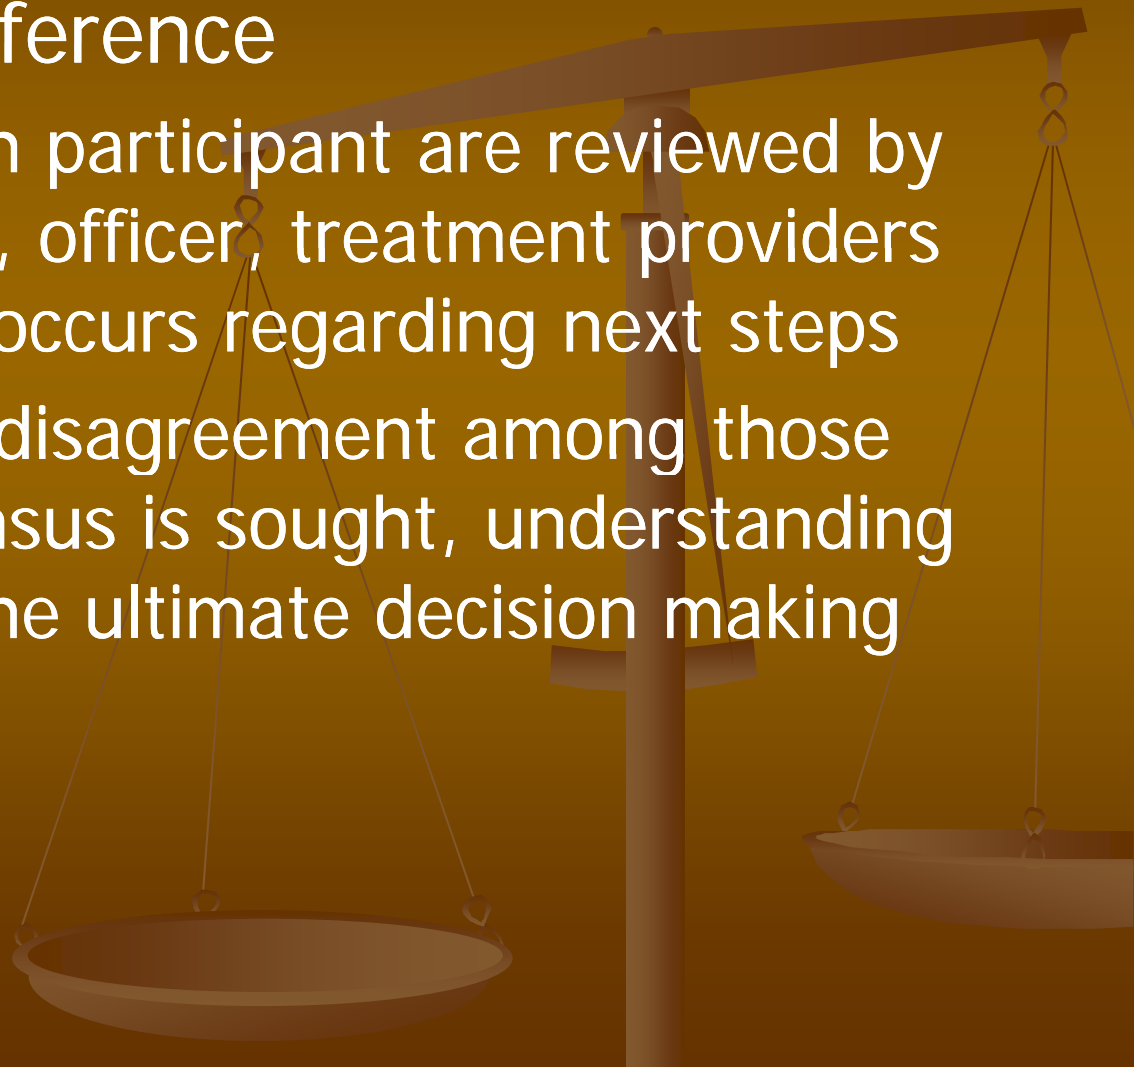 ference
n participant are reviewed by
, officer, treatment providers
occurs regarding next steps
disagreement among those
nsus is sought, understanding
ne ultimate decision making